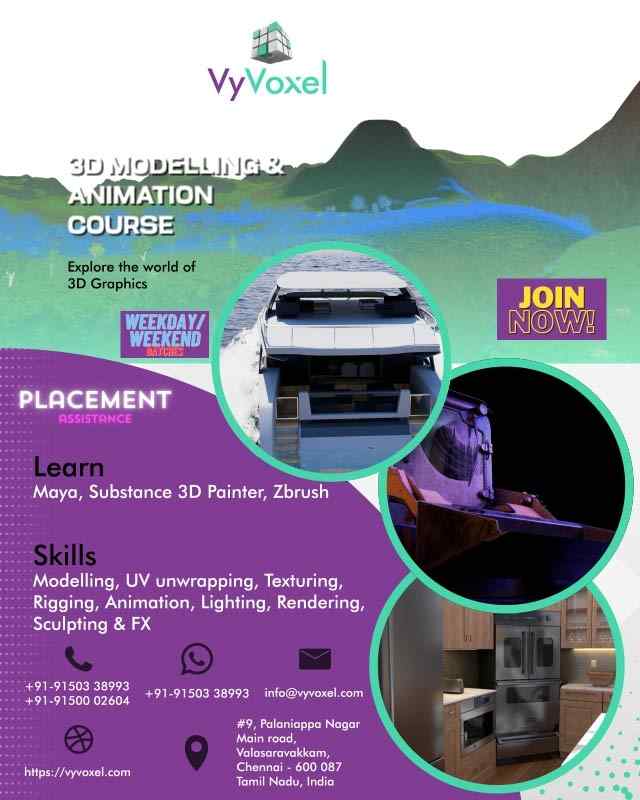 VyVoxel
3D MODELLING &
ANIMATION
COURSE
Explore the world of
3D Graphics
JOIN
NOW!
WEEKDAY/
WEEKEND
BATCHES
PLACEMENT
ASSISTANCE
Learn
Maya, Substance 3D Painter, Zbrush
Skills
Modelling, UV unwrapping, Texturing,
Rigging, Animation, Lighting, Rendering,
Sculpting & FX
+91-91503 38993
+91-91500 02604
+91-91503 38993
info@vyvoxel.com
https://vyvoxel.com
#9, Palaniappa Nagar
Main road,
Valasaravakkam,
Chennai - 600 087
Tamil Nadu, India